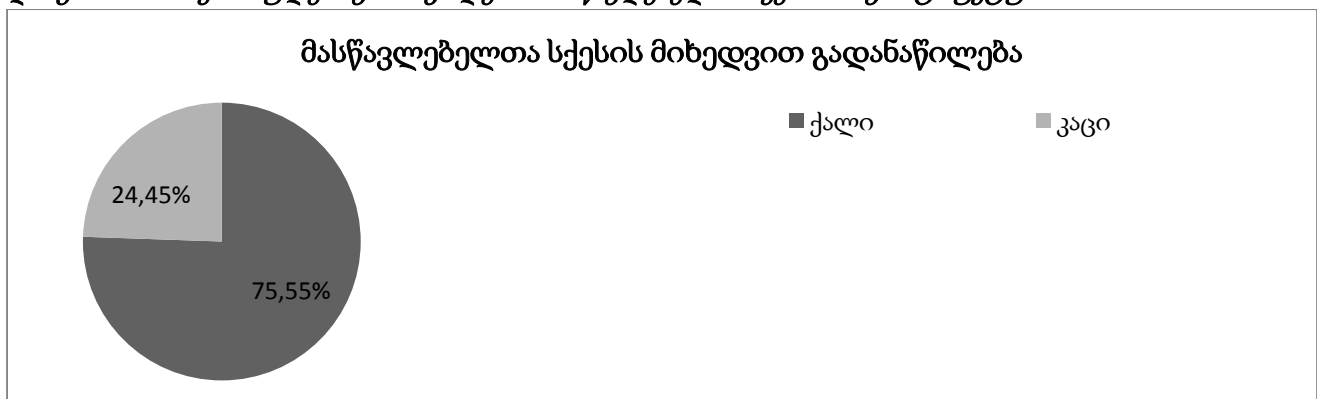 მასწავლებელთა სქესის მიხედვით გადანაწილება
ქალი კაცი
24,45%
75,55%